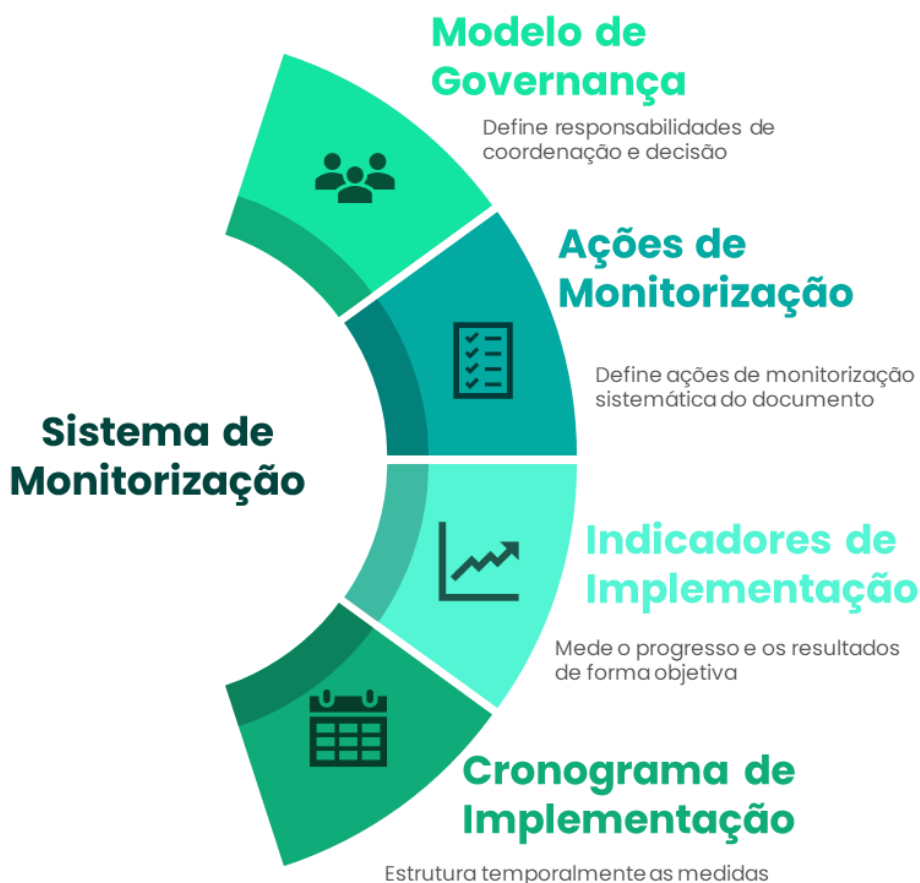 Modelo de
Governança
Define responsabilidades de
coordenação e decisão
Ações de
Monitorização
Define ações de monitorização
sistemática do documento
Sistema de
Monitorização
Indicadores de
Implementação
Mede o progresso e os resultados
de forma objetiva
Cronograma de
Implementação
Estrutura temporalmente as medidas